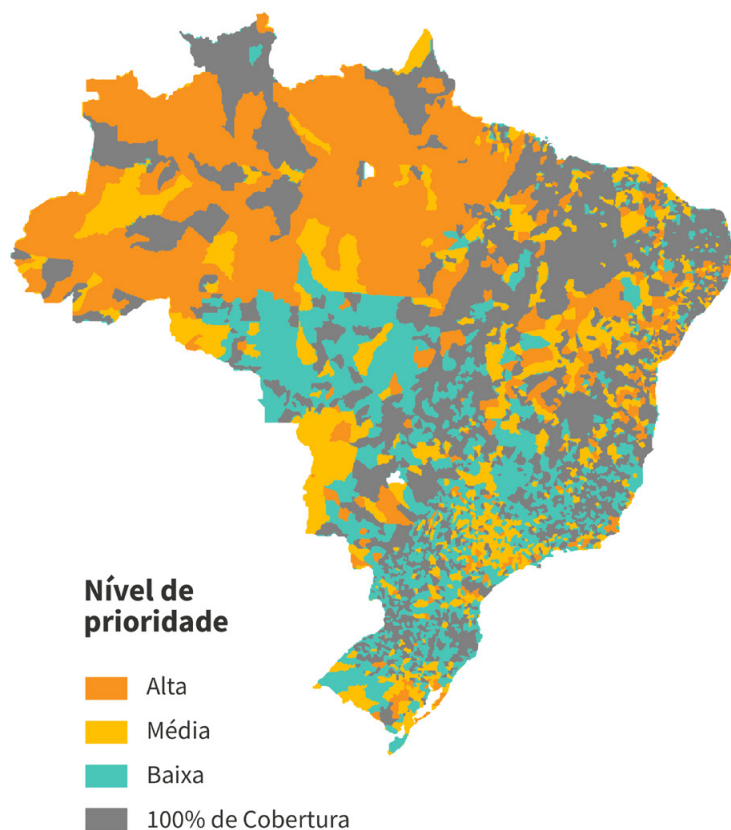 Nível de
prioridade
Alta
Média
Baixa
100% de Cobertura